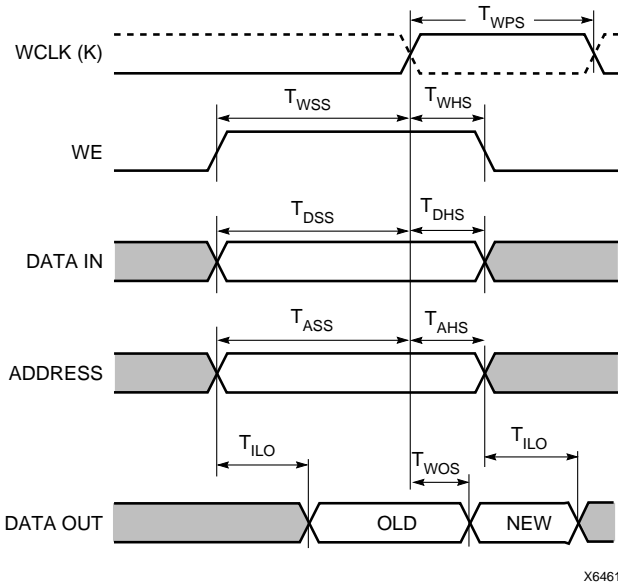 T_WPS
WCLK (K)
T_WSS T_WHS
WE
T_DSS T_DHS
DATA IN
T_ASS T_AHS
ADDRESS
T_ILO T_WOS T_ILO
DATA OUT OLD NEW
X6461